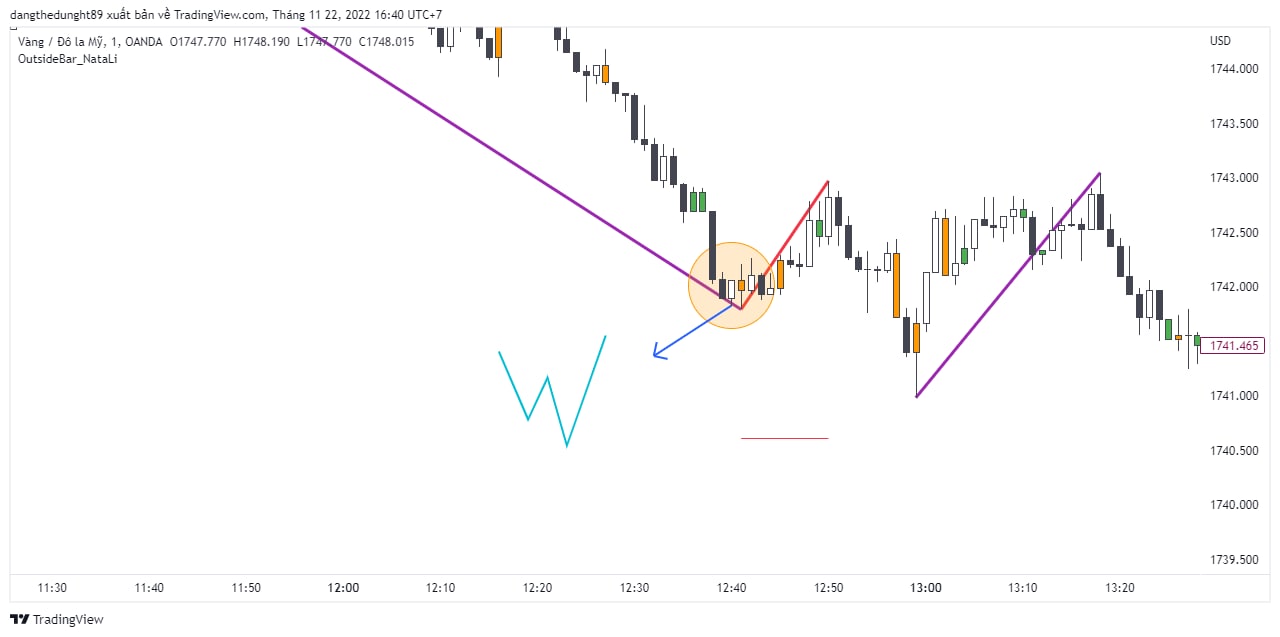 dangthedunght89 xuất bản về TradingView.com, Tháng 11 22, 2022 16:40 UTC+7
Vàng / Đô la Mỹ, 1, OANDA O1747.770 H1748.190 L1747.770 C1748.015
OutsideBar_NataLi
USD
1744.000
1743.500
1743.000
1742.500
1742.000
1741.465
1741.000
1740.500
1740.000
1739.500
11:30 11:40 11:50 12:00 12:10 12:20 12:30 12:40 12:50 13:00 13:10 13:20
TradingView